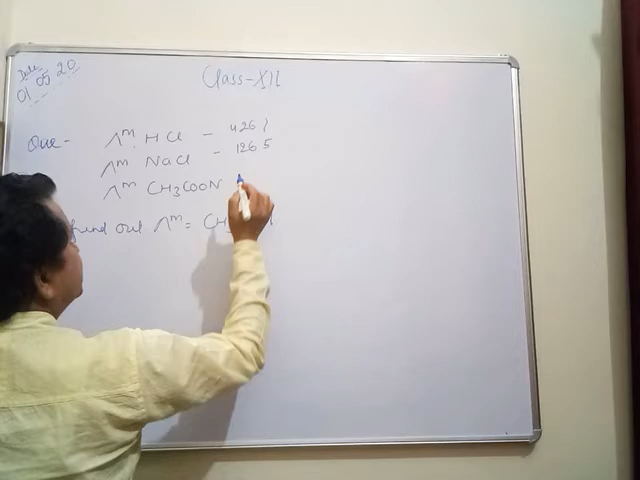 Date
01 05 20
Class-XII
Que- Λm HCl - 426 1
Λm NaCl - 126 5
Λm CH3COON
find out Λm = CH3